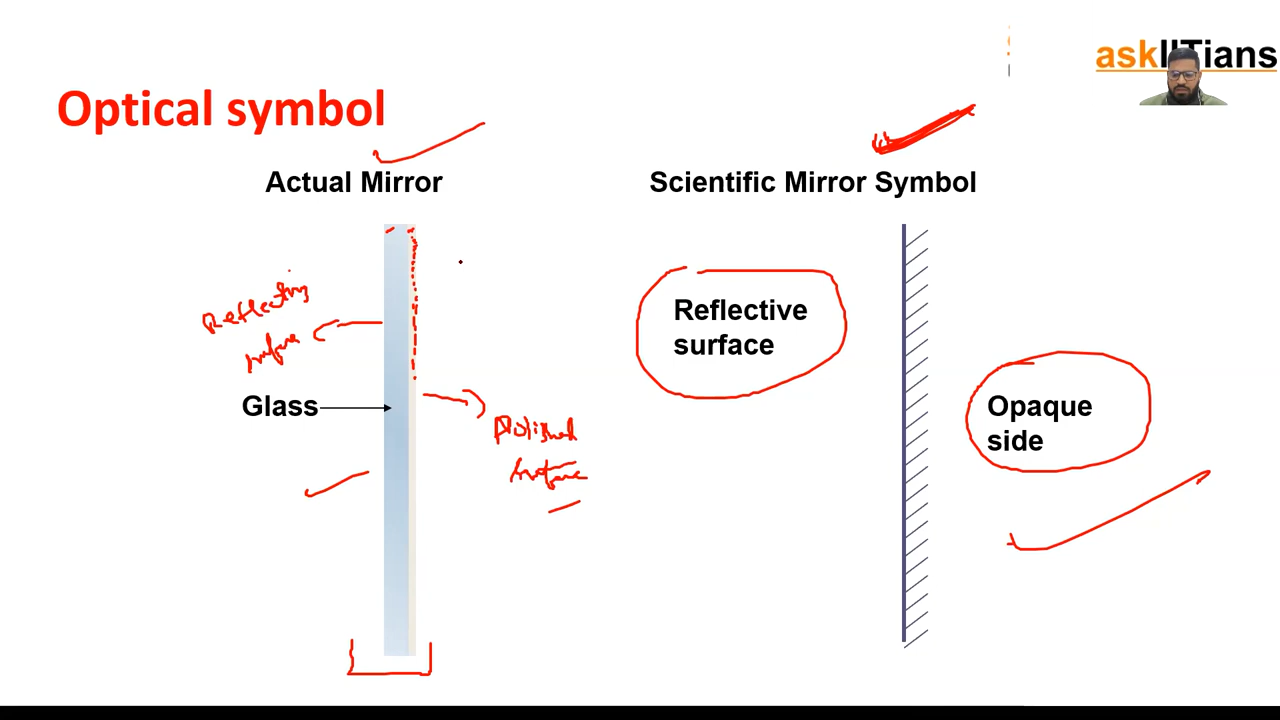 askIITians
Optical symbol
Actual Mirror
Scientific Mirror Symbol
Reflecting
surface
Reflective
surface
Glass
Opaque
side
Polished
surface